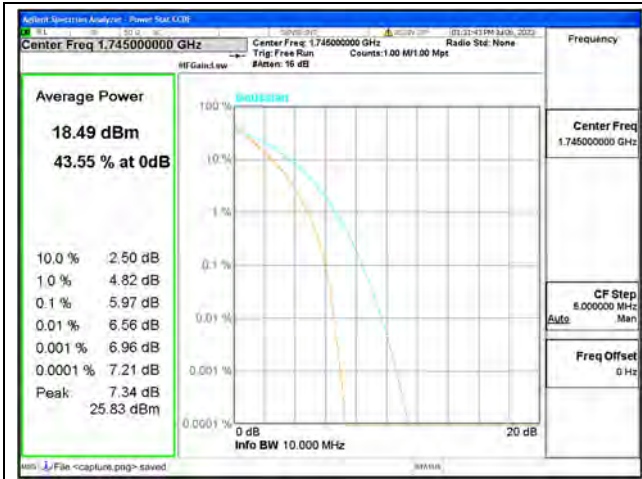 Agilent Spectrum Analyzer - Power Stat CCDF
Center Freq 1.745000000 GHz
Center Freq: 1.745000000 GHz
Radio Std: None
Trig: Free Run
Counts:1.00 M/1.00 Mpt
#IFGain:Low
#Atten: 16 dB
Frequency
Average Power
18.49 dBm
43.55 % at 0dB
10.0 % 2.50 dB
1.0 % 4.82 dB
0.1 % 5.97 dB
0.01 % 6.56 dB
0.001 % 6.96 dB
0.0001 % 7.21 dB
Peak 7.34 dB
25.83 dBm
Gaussian
100 %
10 %
1 %
0.1 %
0.01 %
0.001 %
0.0001 %
0 dB
20 dB
Info BW 10.000 MHz
Center Freq
1.745000000 GHz
CF Step
5.000000 MHz
Auto Man
Freq Offset
0 Hz
MSG File <capture.png> saved
STATUS